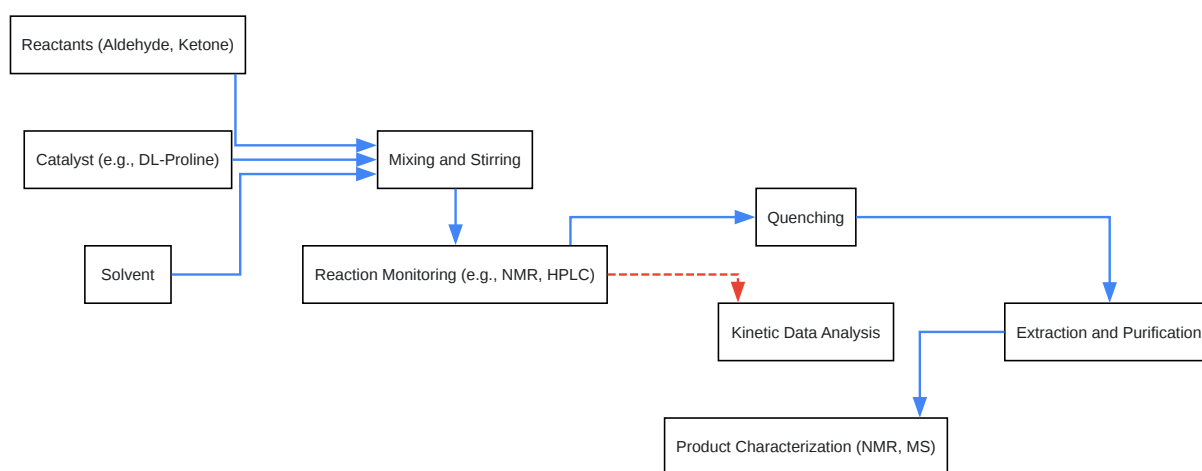 Reactants (Aldehyde, Ketone)
Catalyst (e.g., DL-Proline)
Mixing and Stirring
Quenching
Solvent
Reaction Monitoring (e.g., NMR, HPLC)
Kinetic Data Analysis
Extraction and Purification
Product Characterization (NMR, MS)